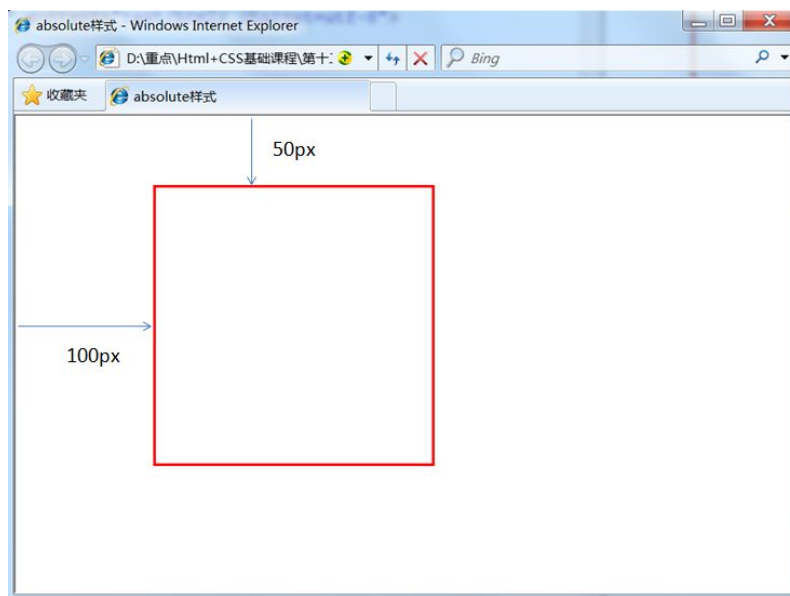 absolute样式 - Windows Internet Explorer
D:\重点\Html+CSS基础课程\第十
Bing
收藏夹
absolute样式
50px
100px